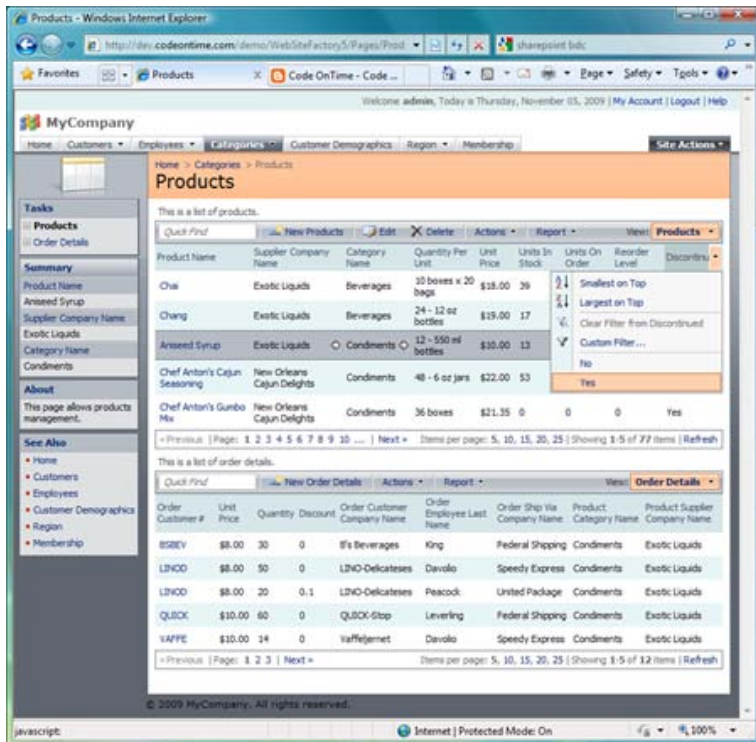 Products - Windows Internet Explorer
http://dev.codeontime.com/demo/WebSiteFactory5/Pages/Prod
sharepoint bdc
Favorites Products Code OnTime - Code ... Page Safety Tools
Welcome admin, Today is Thursday, November 05, 2009 | My Account | Logout | Help
MyCompany
Home Customers Employees Categories Customer Demographics Region Membership Site Actions
Home > Categories > Products
Products
Tasks
Products
Order Details
Summary
Product Name
Aniseed Syrup
Supplier Company Name
Exotic Liquids
Category Name
Condiments
About
This page allows products management.
See Also
Home
Customers
Employees
Customer Demographics
Region
Membership
This is a list of products.
Quick Find New Products Edit Delete Actions Report View: Products
Product Name Supplier Company Name Category Name Quantity Per Unit Unit Price Units In Stock Units On Order Reorder Level Discontinu
Chai Exotic Liquids Beverages 10 boxes x 20 bags $18.00 39
Chang Exotic Liquids Beverages 24 - 12 oz bottles $19.00 17
Aniseed Syrup Exotic Liquids Condiments 12 - 550 ml bottles $10.00 13
Chef Anton's Cajun Seasoning New Orleans Cajun Delights Condiments 48 - 6 oz jars $22.00 53
Chef Anton's Gumbo Mix New Orleans Cajun Delights Condiments 36 boxes $21.35 0 0 0 Yes
Smallest on Top
Largest on Top
Clear Filter from Discontinued
Custom Filter...
No
Yes
« Previous | Page: 1 2 3 4 5 6 7 8 9 10 ... | Next » Items per page: 5, 10, 15, 20, 25 | Showing 1-5 of 77 items | Refresh
This is a list of order details.
Quick Find New Order Details Actions Report View: Order Details
Order Customer # Unit Price Quantity Discount Order Customer Company Name Order Employee Last Name Order Ship Via Company Name Product Category Name Product Supplier Company Name
BSBEV $8.00 30 0 B's Beverages King Federal Shipping Condiments Exotic Liquids
LINOD $8.00 50 0 LINO-Delicateses Davolio Speedy Express Condiments Exotic Liquids
LINOD $8.00 20 0.1 LINO-Delicateses Peacock United Package Condiments Exotic Liquids
QUICK $10.00 60 0 QUICK-Stop Leverling Federal Shipping Condiments Exotic Liquids
VAFFE $10.00 14 0 Vaffeljernet Davolio Speedy Express Condiments Exotic Liquids
« Previous | Page: 1 2 3 | Next » Items per page: 5, 10, 15, 20, 25 | Showing 1-5 of 12 items | Refresh
© 2009 MyCompany. All rights reserved.
javascript: Internet | Protected Mode: On 100%